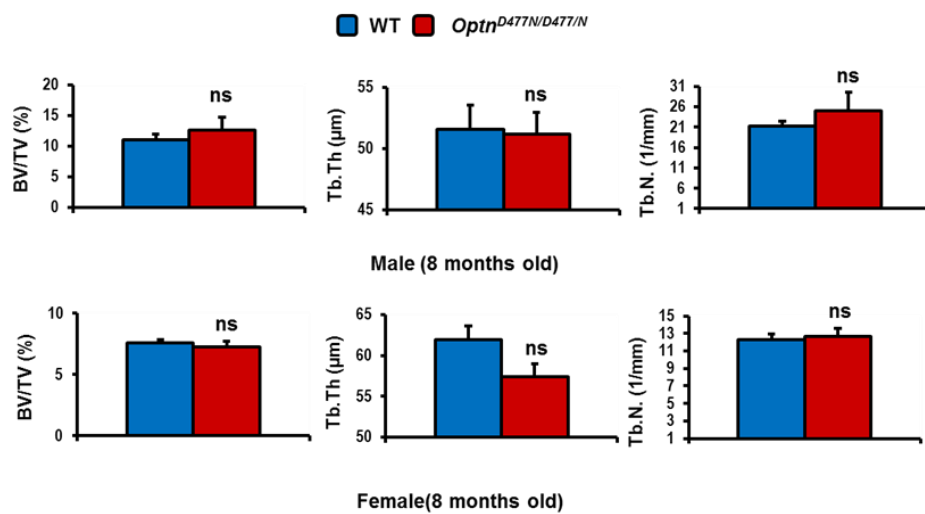 WT Optn^D477N/D477/N
BV/TV (%)
20
15
10
5
0
ns
Tb.Th (µm)
55
50
45
ns
Tb.N. (1/mm)
31
26
21
16
11
6
1
ns
Male (8 months old)
BV/TV (%)
10
5
0
ns
Tb.Th (µm)
65
60
55
50
ns
Tb.N. (1/mm)
15
13
11
9
7
5
3
1
ns
Female(8 months old)